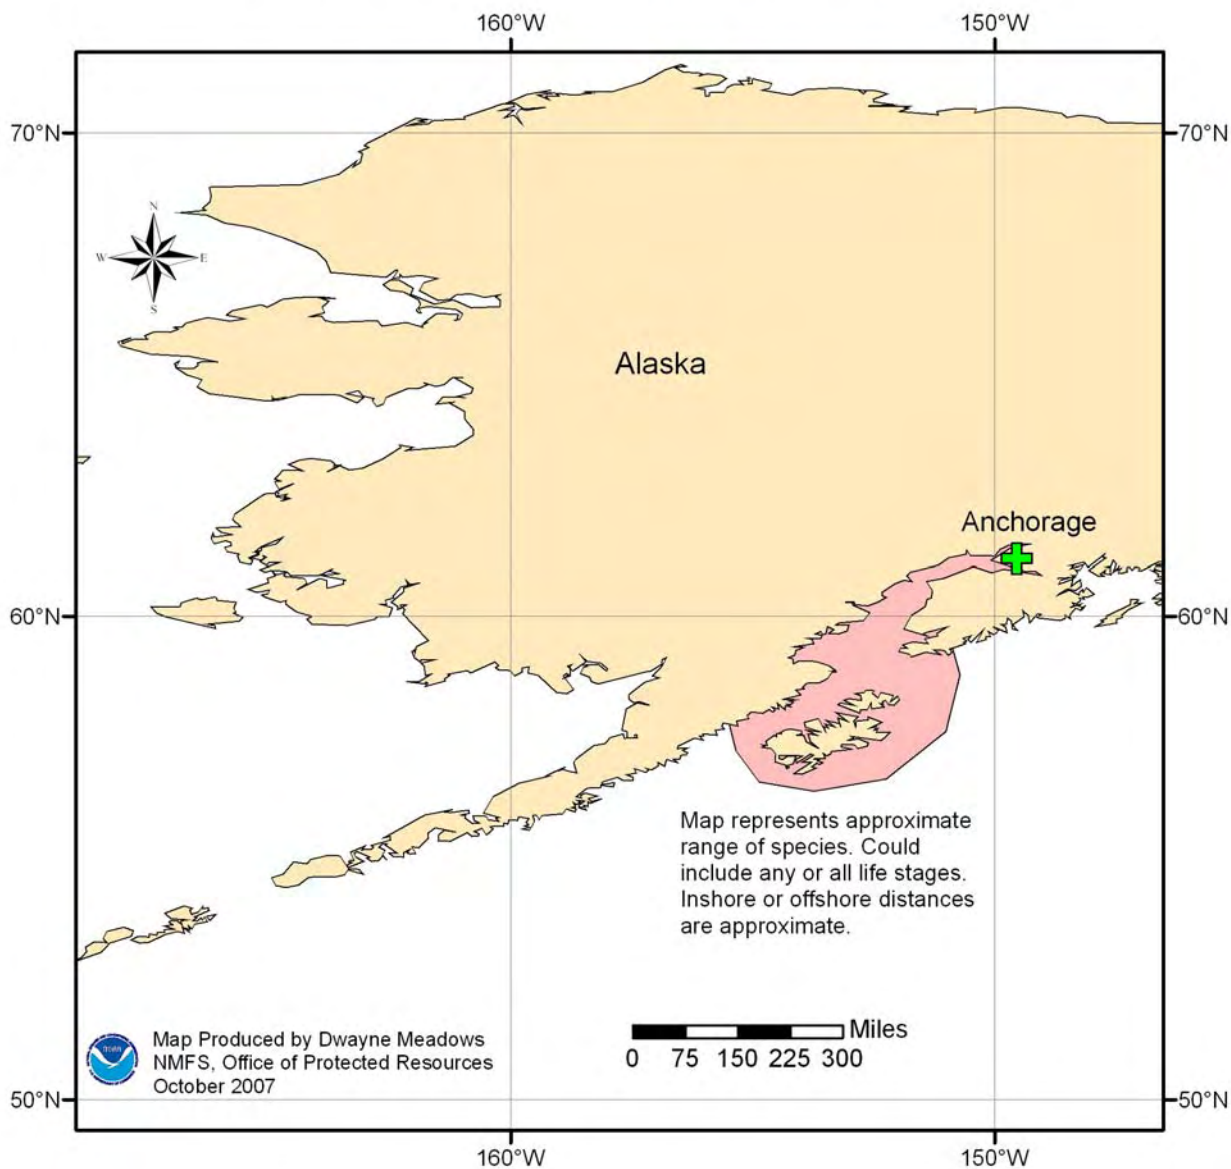 160°W 150°W
70°N 70°N
N
W E
S
Alaska
Anchorage
60°N 60°N
Map represents approximate
range of species. Could
include any or all life stages.
Inshore or offshore distances
are approximate.
Miles
0 75 150 225 300
NOAA
Map Produced by Dwayne Meadows
NMFS, Office of Protected Resources
October 2007
50°N 50°N
160°W 150°W